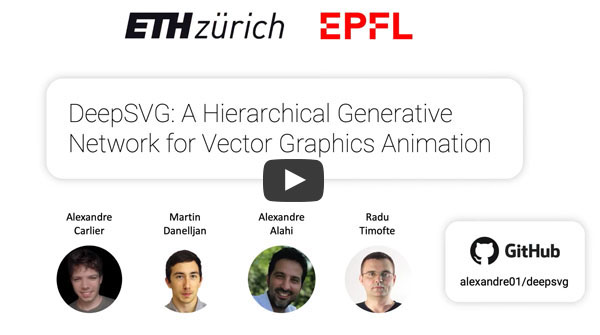 ETH zürich EPFL
DeepSVG: A Hierarchical Generative
Network for Vector Graphics Animation
Alexandre
Carlier
Martin
Danelljan
Alexandre
Alahi
Radu
Timofte
GitHub
alexandre01/deepsvg